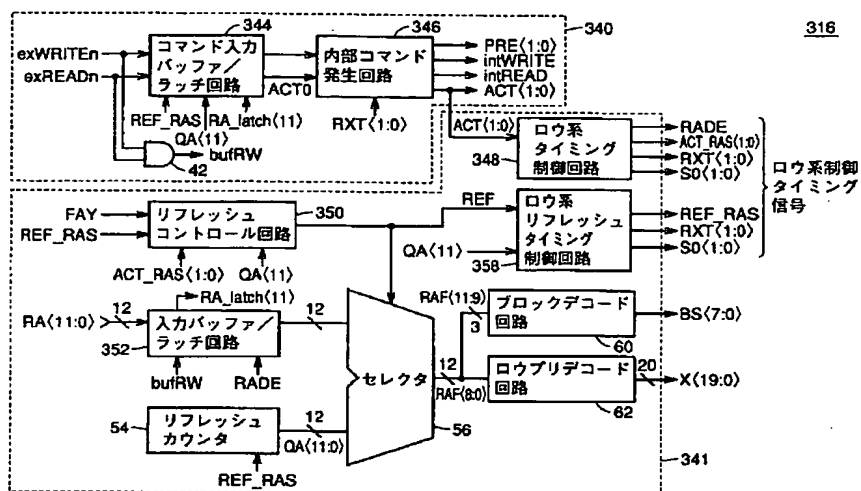 316
344
346
340
exWRITEn
exREADn
コマンド入力
バッファ/
ラッチ回路
内部コマンド
発生回路
PRE(1:0)
intWRITE
intREAD
ACT(1:0)
ACT0
REF_RAS
RA_latch(11)
QA(11)
RXT(1:0)
bufRW
42
ACT(1:0)
ロウ系
タイミング
制御回路
348
RADE
ACT_RAS(1:0)
RXT(1:0)
S0(1:0)
ロウ系制御
タイミング
信号
FAY
REF_RAS
リフレッシュ
コントロール回路
350
REF
ACT_RAS(1:0)
QA(11)
QA(11)
ロウ系
リフレッシュ
タイミング
制御回路
358
REF_RAS
RXT(1:0)
S0(1:0)
RA_latch(11)
RA(11:0)
12
入力バッファ/
ラッチ回路
352
12
bufRW
RADE
セレクタ
56
RAF(11:9)
3
ブロックデコード
回路
60
BS(7:0)
12
RAF(8:0)
ロウプリデコード
回路
62
20
X(19:0)
54
リフレッシュ
カウンタ
12
QA(11:0)
REF_RAS
341